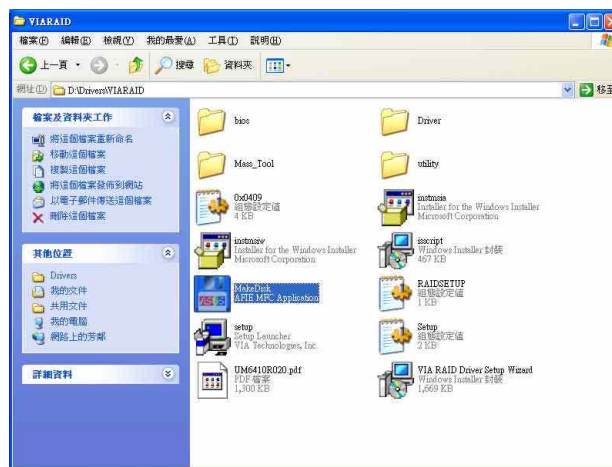 VIARAID
檔案(F) 編輯(E) 檢視(V) 我的最愛(A) 工具(T) 說明(H)
上一頁 搜尋 資料夾
網址(D) D:\Drivers\VIARAID 移至
檔案及資料夾工作
將這個檔案重新命名
移動這個檔案
複製這個檔案
將這個檔案發佈到網站
以電子郵件傳送這個檔案
刪除這個檔案
其他位置
Drivers
我的文件
共用文件
我的電腦
網路上的芳鄰
詳細資料
bios
Driver
Mass_Tool
utility
0x0409
組態設定值
4 KB
instmsia
Installer for the Windows Installer
Microsoft Corporation
instmsiw
Installer for the Windows Installer
Microsoft Corporation
isscript
Windows Installer 封裝
467 KB
MakeDisk
AFIE MFC Application
RAIDSETUP
組態設定值
1 KB
setup
Setup Launcher
VIA Technologies, Inc.
Setup
組態設定值
2 KB
UM6410R020.pdf
PDF 檔案
1,300 KB
VIA RAID Driver Setup Wizard
Windows Installer 封裝
1,669 KB